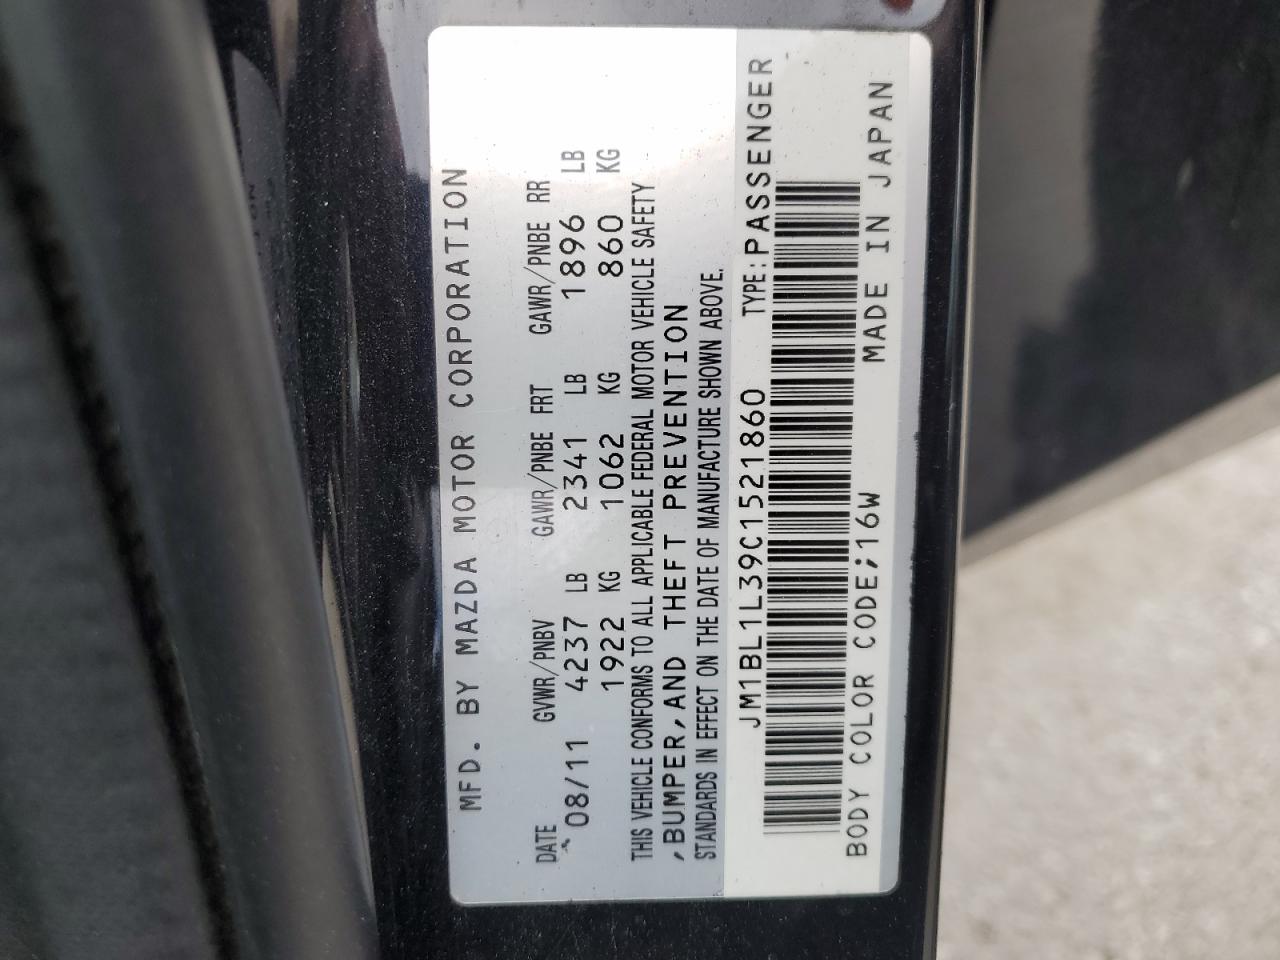 MFD. BY MAZDA MOTOR CORPORATION
DATE GVWR/PNBV GAWR/PNBE FRT GAWR/PNBE RR
08/11 4237 LB 2341 LB 1896 LB
1922 KG 1062 KG 860 KG
THIS VEHICLE CONFORMS TO ALL APPLICABLE FEDERAL MOTOR VEHICLE SAFETY
,BUMPER,AND THEFT PREVENTION
STANDARDS IN EFFECT ON THE DATE OF MANUFACTURE SHOWN ABOVE.
JM1BL1L39C1521860 TYPE:PASSENGER
BODY COLOR CODE;16W MADE IN JAPAN